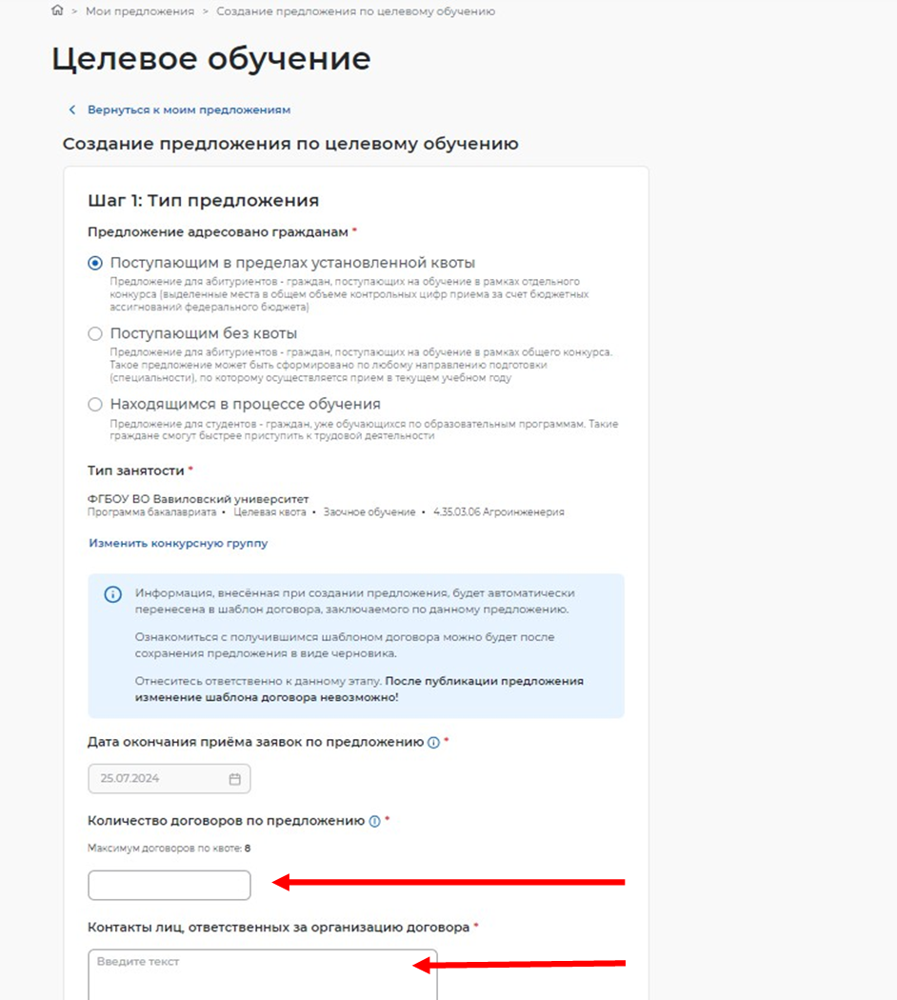 > Мои предложения > Создание предложения по целевому обучению
Целевое обучение
Вернуться к моим предложениям
Создание предложения по целевому обучению
Шаг 1: Тип предложения
Предложение адресовано гражданам *
Поступающим в пределах установленной квоты
Предложение для абитуриентов - граждан, поступающих на обучение в рамках отдельного
конкурса (выделенные места в общем объеме контрольных цифр приема за счет бюджетных
ассигнований федерального бюджета)
Поступающим без квоты
Предложение для абитуриентов - граждан, поступающих на обучение в рамках общего конкурса.
Такое предложение может быть сформировано по любому направлению подготовки
(специальности), по которому осуществляется прием в текущем учебном году
Находящимся в процессе обучения
Предложение для студентов - граждан, уже обучающихся по образовательным программам. Такие
граждане смогут быстрее приступить к трудовой деятельности
Тип занятости *
ФГБОУ ВО Вавиловский университет
Программа бакалавриата • Целевая квота • Заочное обучение • 4.35.03.06 Агроинженерия
Изменить конкурсную группу
Информация, внесённая при создании предложения, будет автоматически
перенесена в шаблон договора, заключаемого по данному предложению.
Ознакомиться с получившимся шаблоном договора можно будет после
сохранения предложения в виде черновика.
Отнеситесь ответственно к данному этапу. После публикации предложения
изменение шаблона договора невозможно!
Дата окончания приёма заявок по предложению *
25.07.2024
Количество договоров по предложению *
Максимум договоров по квоте: 8
Контакты лиц, ответственных за организацию договора *
Введите текст